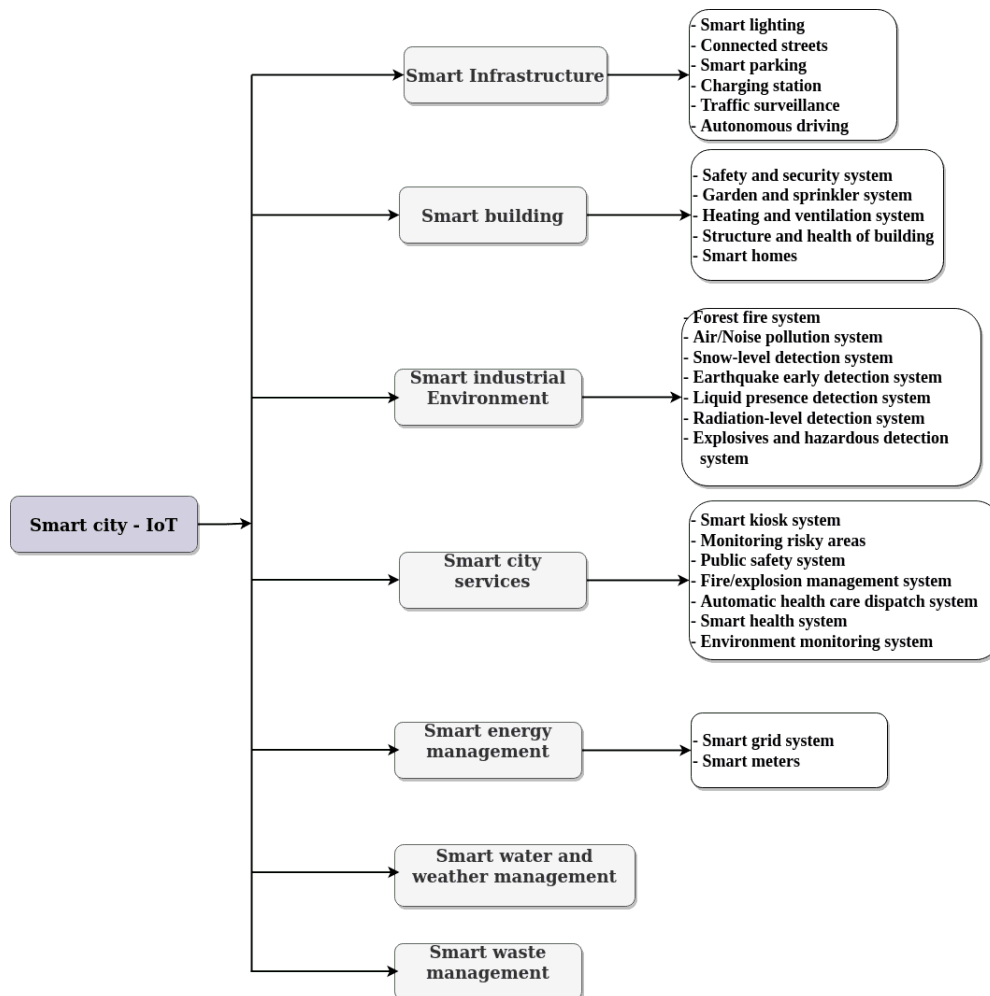 Smart city - IoT
Smart Infrastructure
- Smart lighting
- Connected streets
- Smart parking
- Charging station
- Traffic surveillance
- Autonomous driving
Smart building
- Safety and security system
- Garden and sprinkler system
- Heating and ventilation system
- Structure and health of building
- Smart homes
Smart industrial
Environment
- Forest fire system
- Air/Noise pollution system
- Snow-level detection system
- Earthquake early detection system
- Liquid presence detection system
- Radiation-level detection system
- Explosives and hazardous detection
system
Smart city
services
- Smart kiosk system
- Monitoring risky areas
- Public safety system
- Fire/explosion management system
- Automatic health care dispatch system
- Smart health system
- Environment monitoring system
Smart energy
management
- Smart grid system
- Smart meters
Smart water and
weather management
Smart waste
management